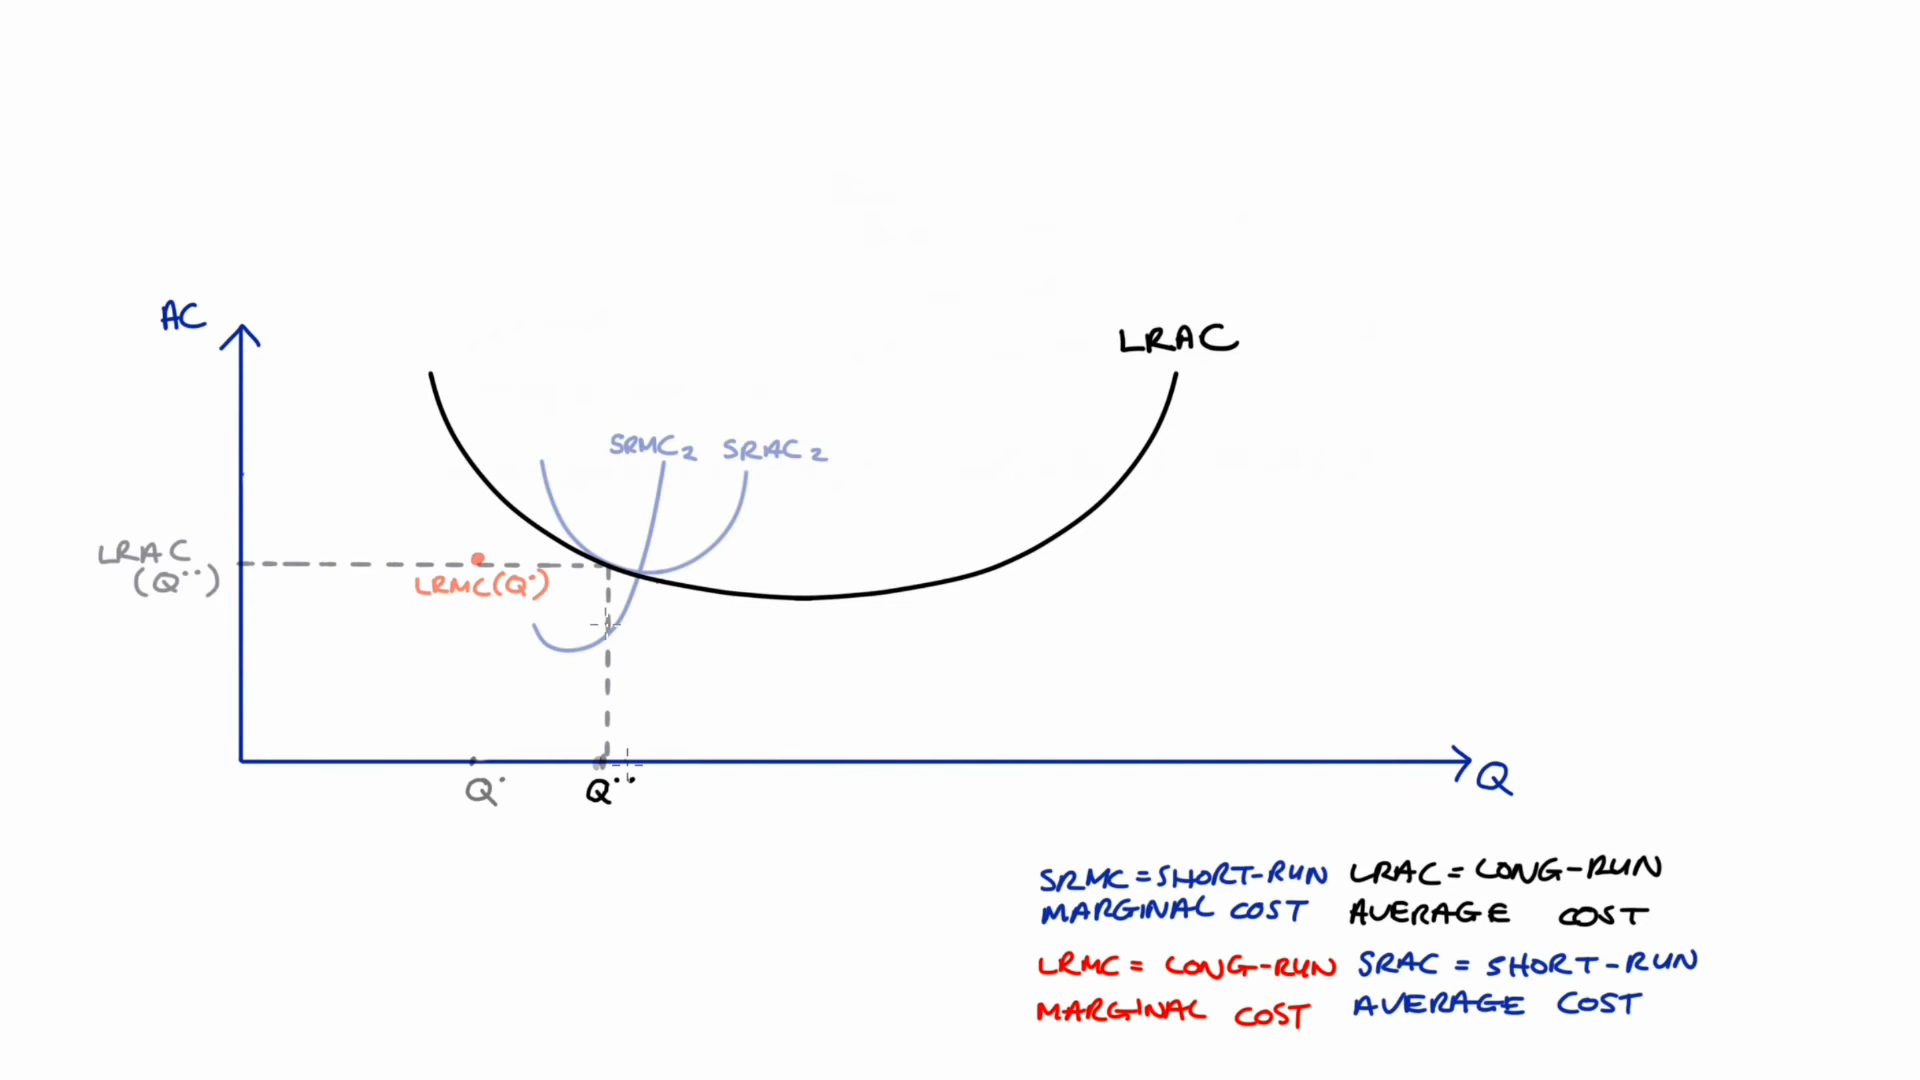 AC
LRAC
SRMC2 SRAC2
LRAC
(Q··)
LRMC(Q·)
Q
Q·
Q··
SRMC = SHORT-RUN
MARGINAL COST
LRAC = LONG-RUN
AVERAGE COST
LRMC = LONG-RUN
MARGINAL COST
SRAC = SHORT-RUN
AVERAGE COST